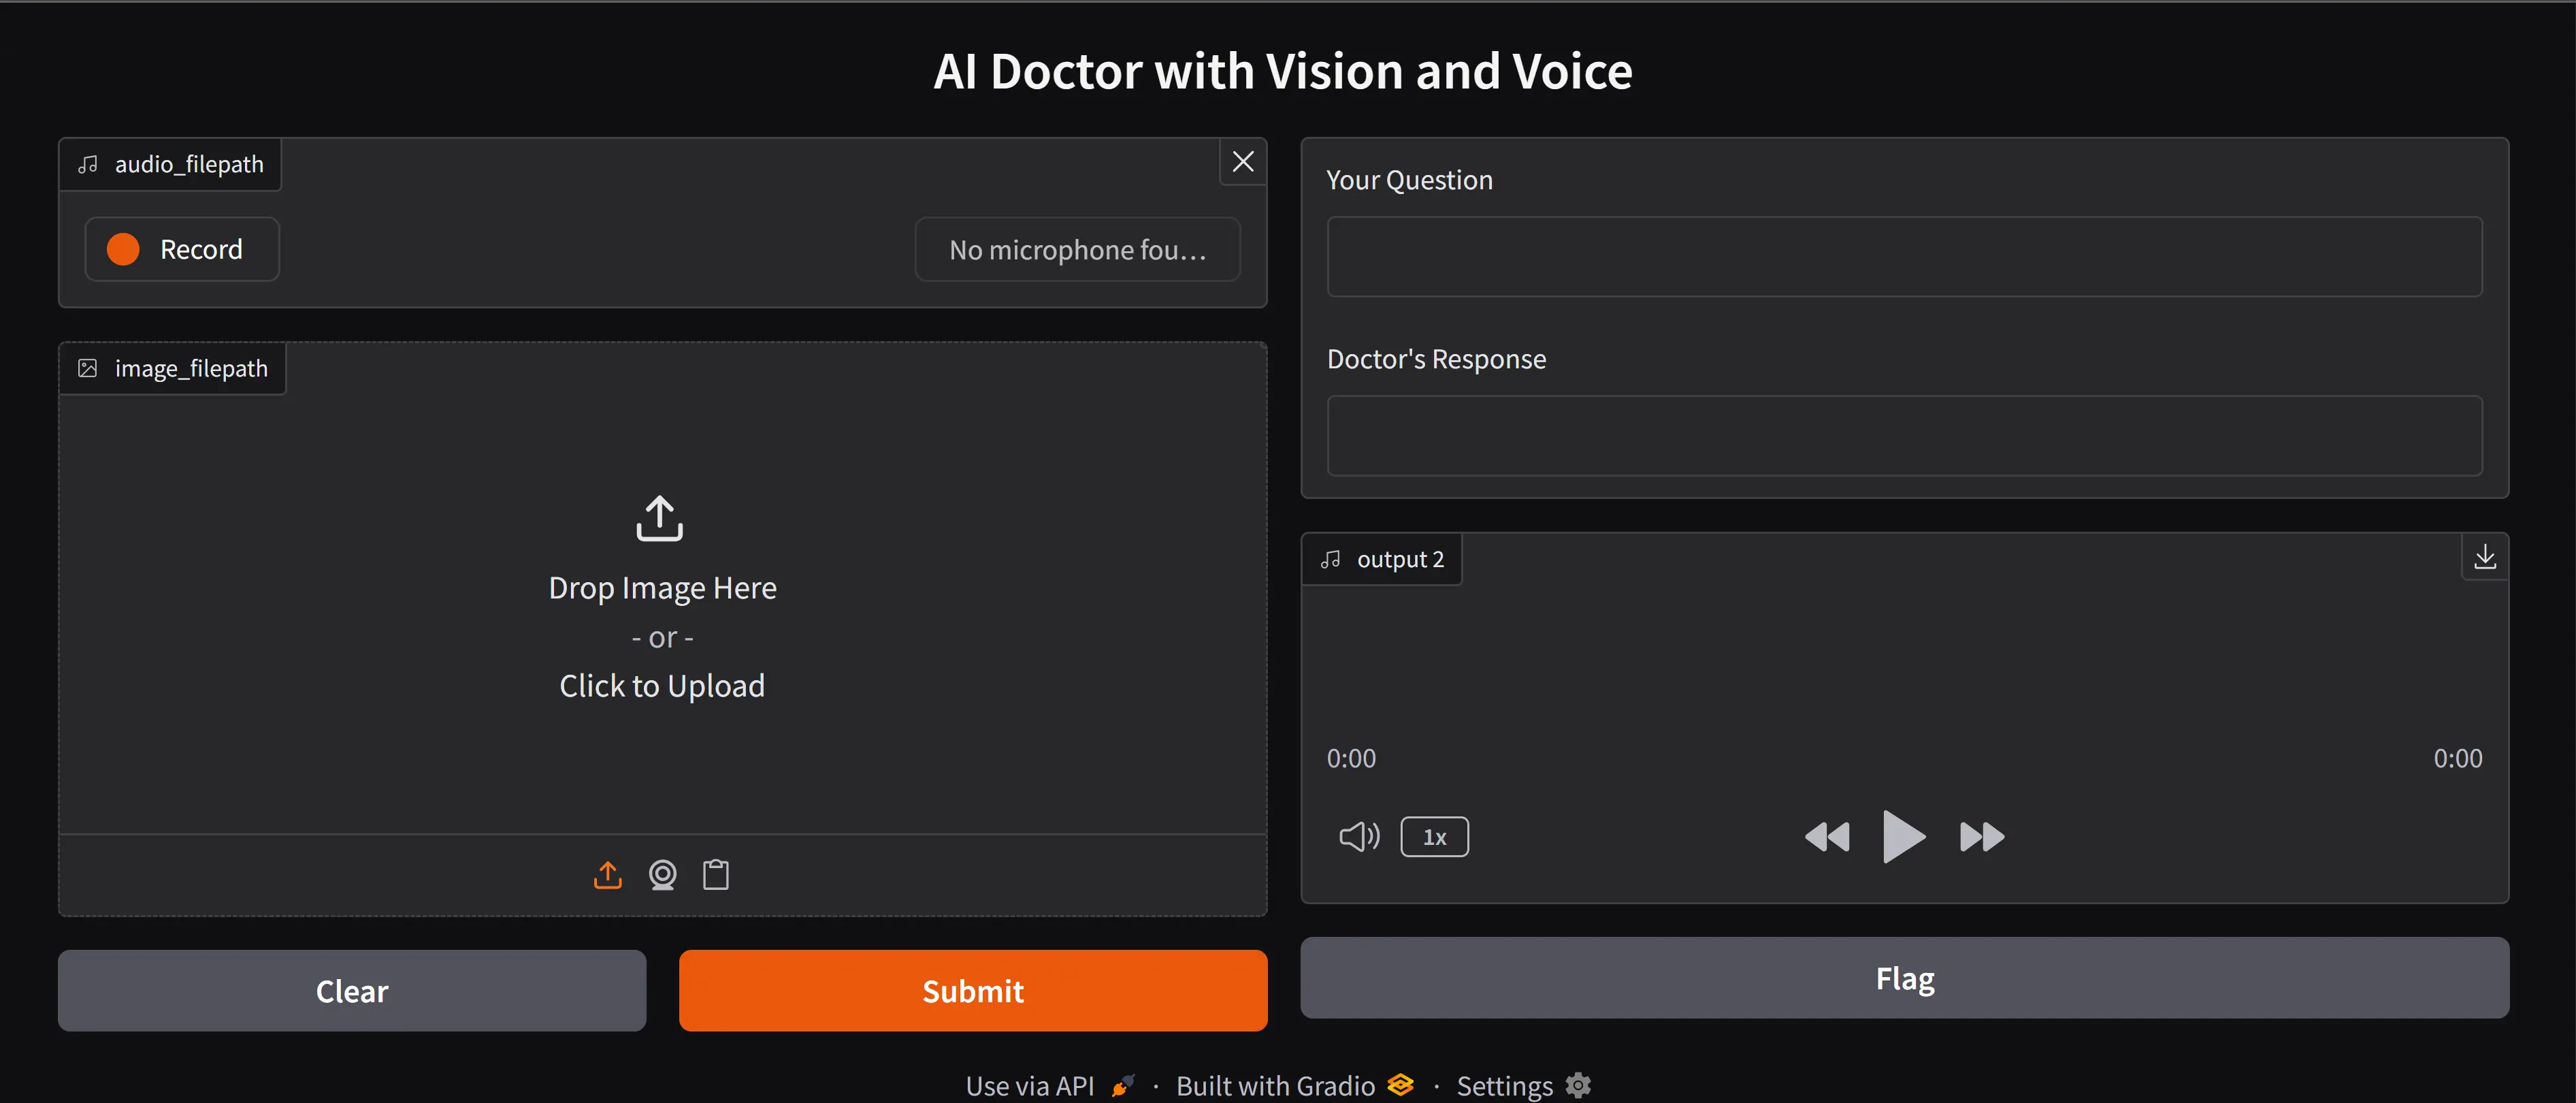 AI Doctor with Vision and Voice
audio_filepath
Record
No microphone fou...
image_filepath
Drop Image Here
- or -
Click to Upload
Clear
Submit
Your Question
Doctor's Response
output 2
0:00
0:00
1x
Flag
Use via API · Built with Gradio · Settings